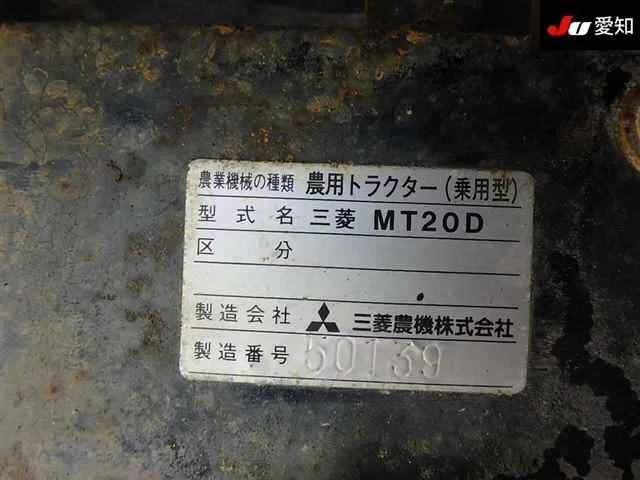 JU 愛知
農業機械の種類 農用トラクター(乗用型)
型式名 三菱 MT20D
区分
製造会社 三菱農機株式会社
製造番号 50139